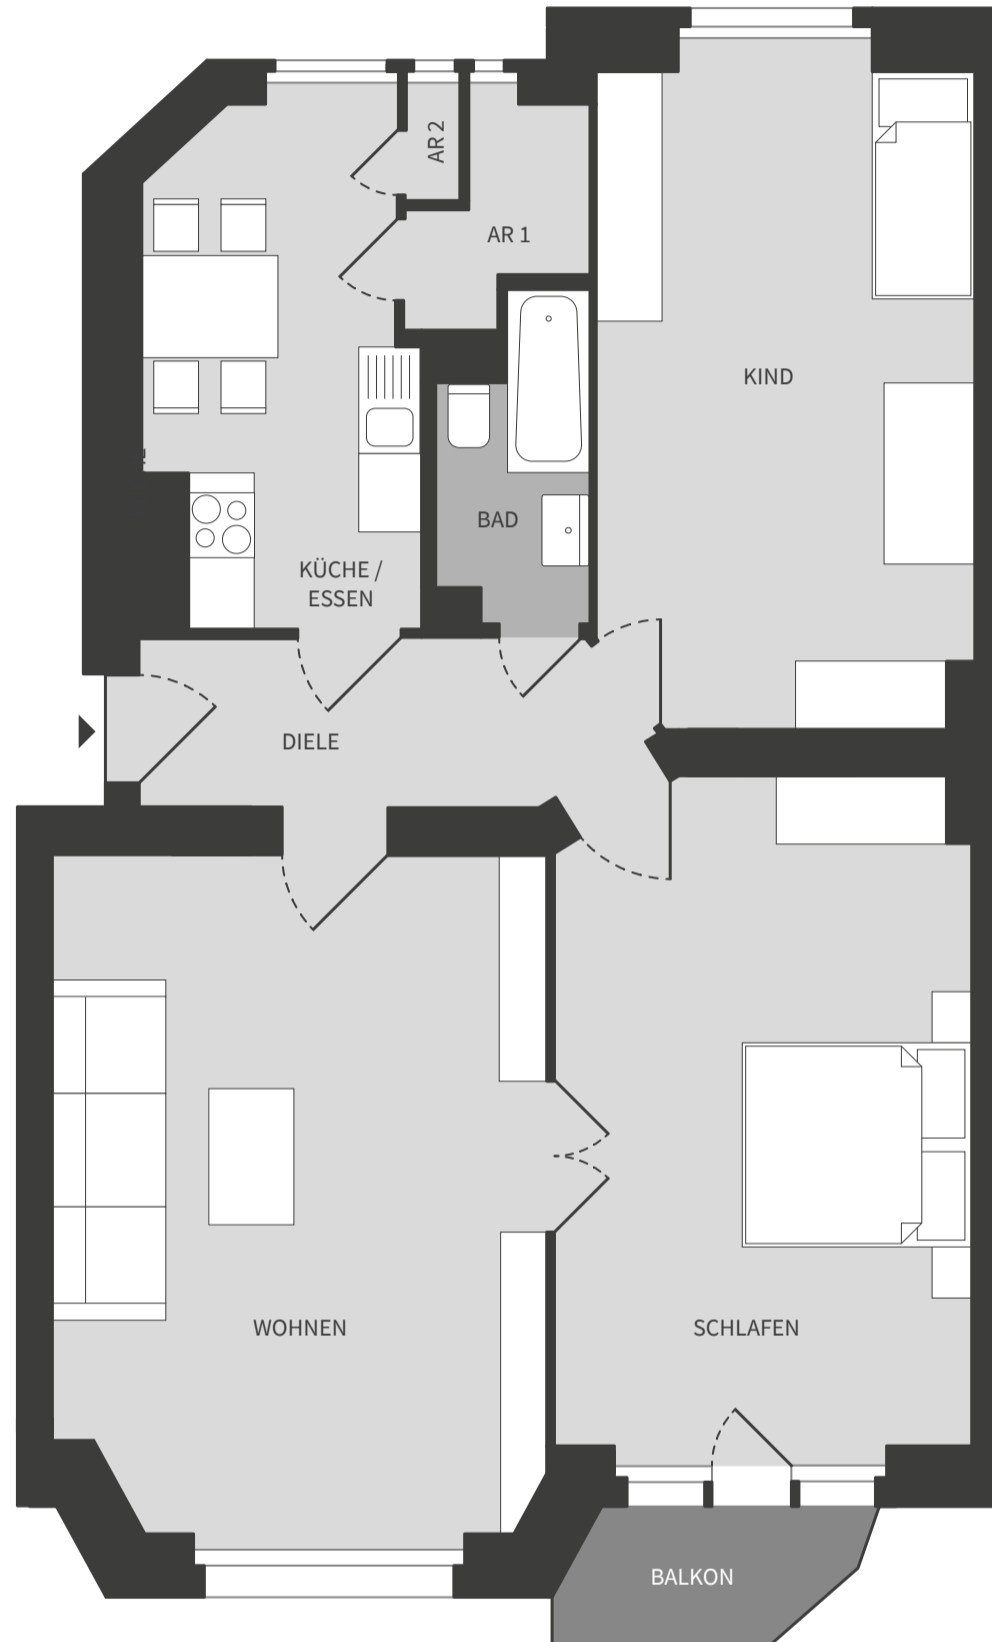 AR 2
AR 1
KIND
BAD
KÜCHE /
ESSEN
DIELE
WOHNEN
SCHLAFEN
BALKON